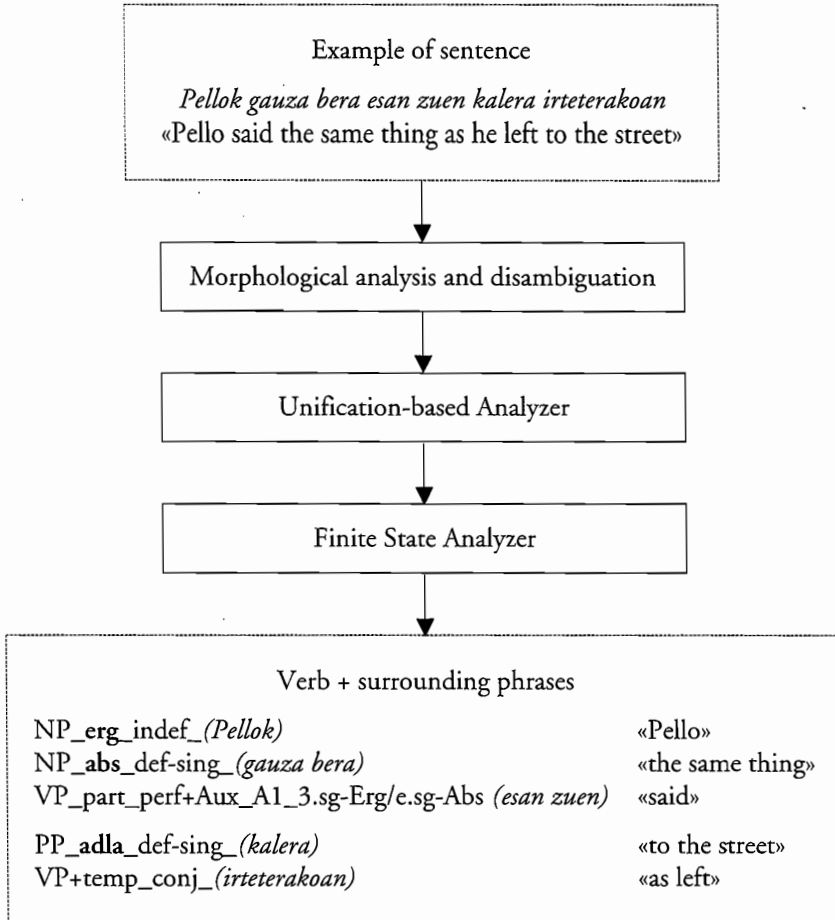 Example of sentence
Pellok gauza bera esan zuen kalera irteterakoan
«Pello said the same thing as he left to the street»
Morphological analysis and disambiguation
Unification-based Analyzer
Finite State Analyzer
Verb + surrounding phrases
NP_erg_indef_(Pellok) «Pello»
NP_abs_def-sing_(gauza bera) «the same thing»
VP_part_perf+Aux_A1_3.sg-Erg/e.sg-Abs (esan zuen) «said»
PP_adla_def-sing_(kalera) «to the street»
VP+temp_conj_(irteterakoan) «as left»